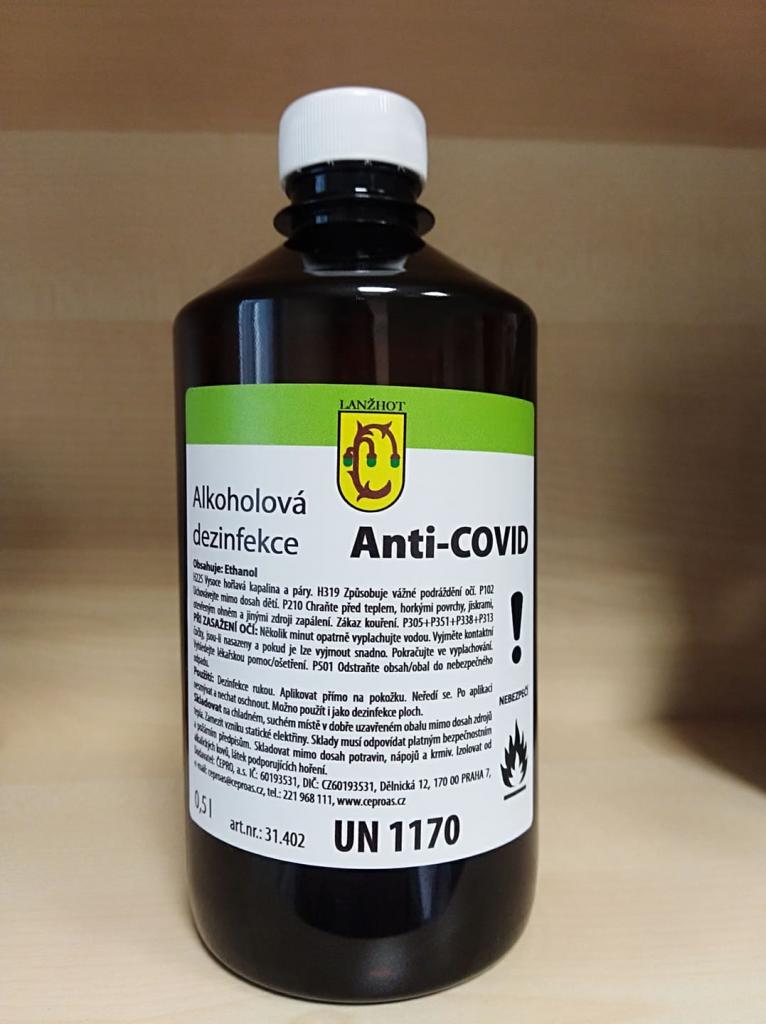 LANŽHOT
Alkoholová
dezinfekce
Anti-COVID
Obsahuje: Ethanol
H225 Vysoce hořlavá kapalina a páry. H319 Způsobuje vážné podráždění očí. P102
Uchovávejte mimo dosah dětí. P210 Chraňte před teplem, horkými povrchy, jiskrami,
otevřeným ohněm a jinými zdroji zapálení. Zákaz kouření. P305+P351+P338+P313
PŘI ZASAŽENÍ OČÍ: Několik minut opatrně vyplachujte vodou. Vyjměte kontaktní
čočky, jsou-li nasazeny a pokud je lze vyjmout snadno. Pokračujte ve vyplachování.
Vyhledejte lékařskou pomoc/ošetření. P501 Odstraňte obsah/obal do nebezpečného
odpadu.
Použití: Dezinfekce rukou. Aplikovat přímo na pokožku. Neředí se. Po aplikaci
nesmývat a nechat oschnout. Možno použít i jako dezinfekce ploch.
Skladovat na chladném, suchém místě v dobře uzavřeném obalu mimo dosah zdrojů
tepla. Zamezit vzniku statické elektřiny. Sklady musí odpovídat platným bezpečnostním
a požárním předpisům. Skladovat mimo dosah potravin, nápojů a krmiv. Izolovat od
alkalických kovů, látek podporujících hoření.
Dodavatel: ČEPRO, a.s. IČ: 60193531, DIČ: CZ60193531, Dělnická 12, 170 00 PRAHA 7,
e-mail: ceproas@ceproas.cz, tel.: 221 968 111, www.ceproas.cz
!
NEBEZPEČÍ
0,5 l
art.nr.: 31.402
UN 1170